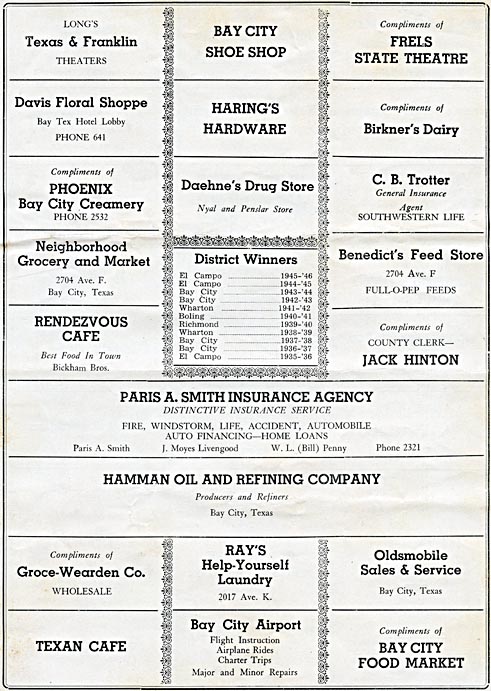 LONG'S
Texas & Franklin
THEATERS
BAY CITY
SHOE SHOP
Compliments of
FRELS
STATE THEATRE
Davis Floral Shoppe
Bay Tex Hotel Lobby
PHONE 641
HARING'S
HARDWARE
Compliments of
Birkner's Dairy
Compliments of
PHOENIX
Bay City Creamery
PHONE 2532
Daehne's Drug Store
Nyal and Penslar Store
C. B. Trotter
General Insurance
Agent
SOUTHWESTERN LIFE
Neighborhood
Grocery and Market
2704 Ave. F.
Bay City, Texas
District Winners
El Campo 1945-'46
El Campo 1944-'45
Bay City 1943-'44
Bay City 1942-'43
Wharton 1941-'42
Boling 1940-'41
Richmond 1939-'40
Wharton 1938-'39
Bay City 1937-'38
Bay City 1936-'37
El Campo 1935-'36
Benedict's Feed Store
2704 Ave. F
FULL-O-PEP FEEDS
RENDEZVOUS
CAFE
Best Food In Town
Bickham Bros.
Compliments of
COUNTY CLERK—
JACK HINTON
PARIS A. SMITH INSURANCE AGENCY
DISTINCTIVE INSURANCE SERVICE
FIRE, WINDSTORM, LIFE, ACCIDENT, AUTOMOBILE
AUTO FINANCING—HOME LOANS
Paris A. Smith J. Moyes Livengood W. L. (Bill) Penny Phone 2321
HAMMAN OIL AND REFINING COMPANY
Producers and Refiners
Bay City, Texas
Compliments of
Groce-Wearden Co.
WHOLESALE
RAY'S
Help-Yourself
Laundry
2017 Ave. K.
Oldsmobile
Sales & Service
Bay City, Texas
TEXAN CAFE
Bay City Airport
Flight Instruction
Airplane Rides
Charter Trips
Major and Minor Repairs
Compliments of
BAY CITY
FOOD MARKET